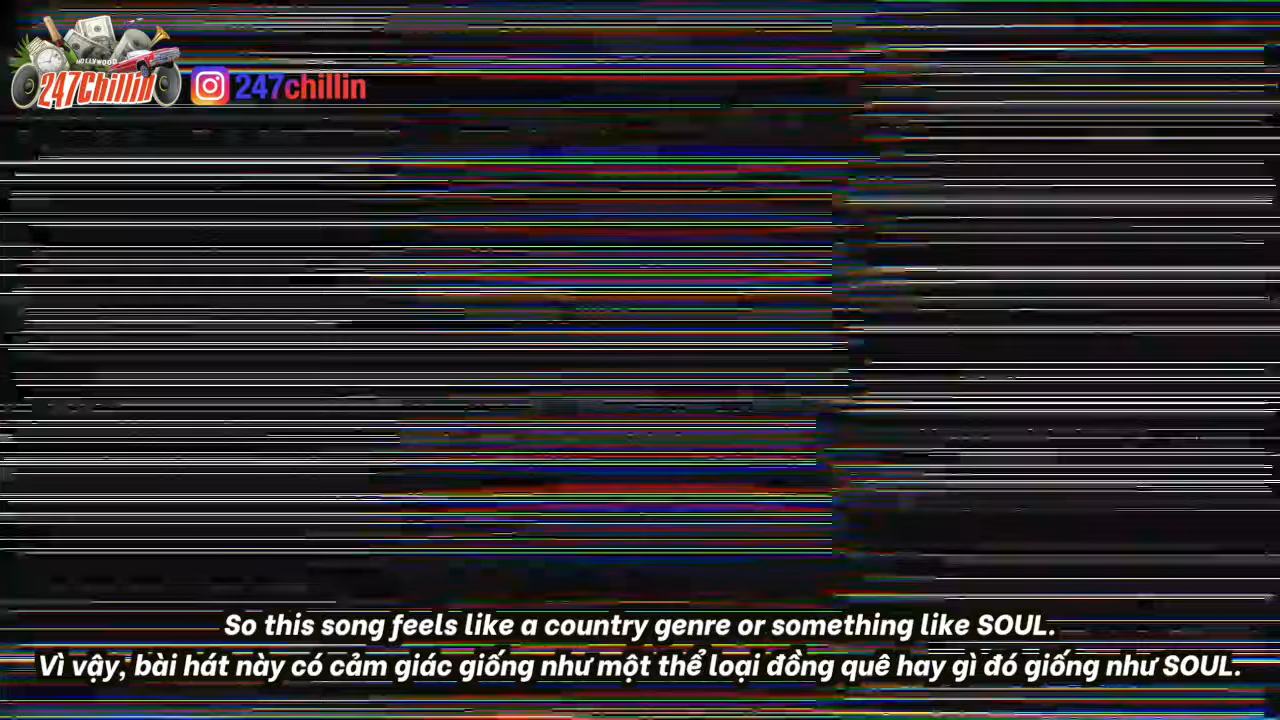 HOLLYWOOD
247Chillin
247chillin
So this song feels like a country genre or something like SOUL.
Vì vậy, bài hát này có cảm giác giống như một thể loại đồng quê hay gì đó giống như SOUL.